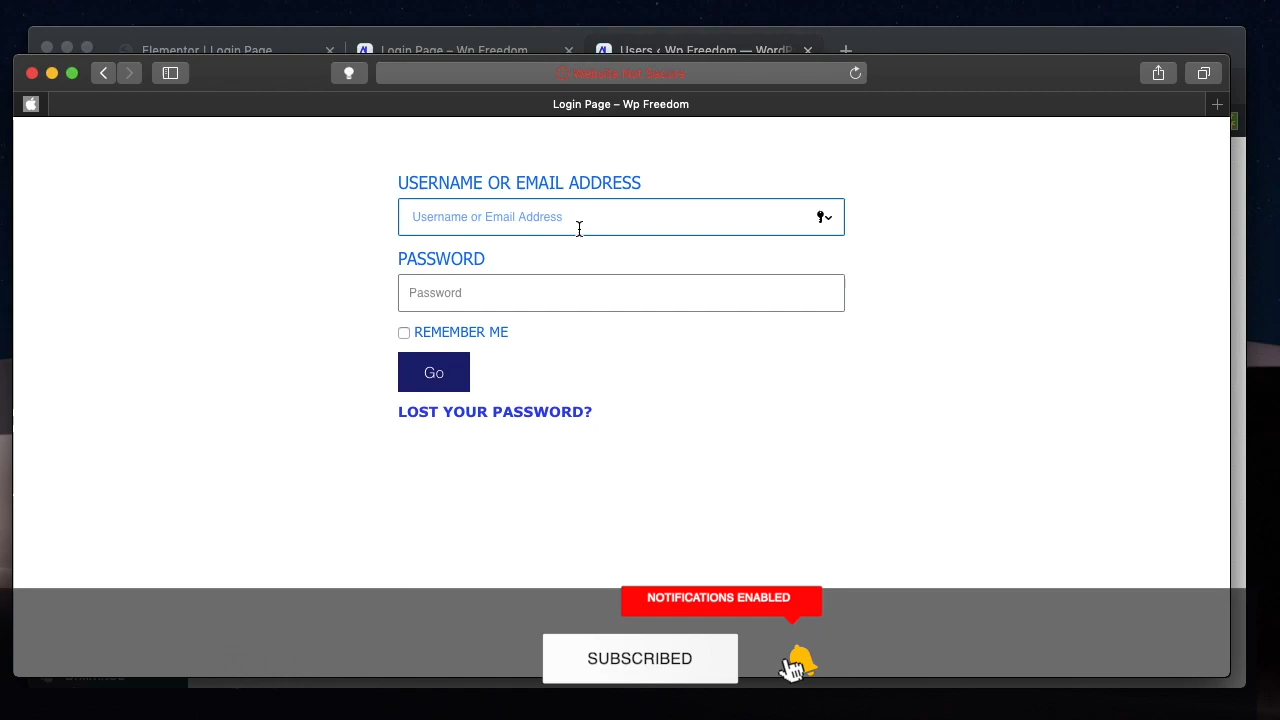 Elementor | Login Page
Login Page – Wp Freedom
Users ‹ Wp Freedom — WordP
Website Not Secure
Login Page – Wp Freedom
USERNAME OR EMAIL ADDRESS
Username or Email Address
PASSWORD
Password
REMEMBER ME
Go
LOST YOUR PASSWORD?
NOTIFICATIONS ENABLED
SUBSCRIBED